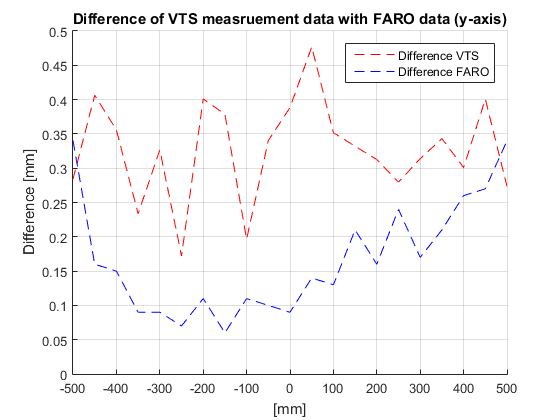 Difference of VTS measruement data with FARO data (y-axis)
0.5
0.45
0.4
0.35
0.3
0.25
0.2
0.15
0.1
0.05
0
Difference [mm]
Difference VTS
Difference FARO
-500 -400 -300 -200 -100 0 100 200 300 400 500
[mm]